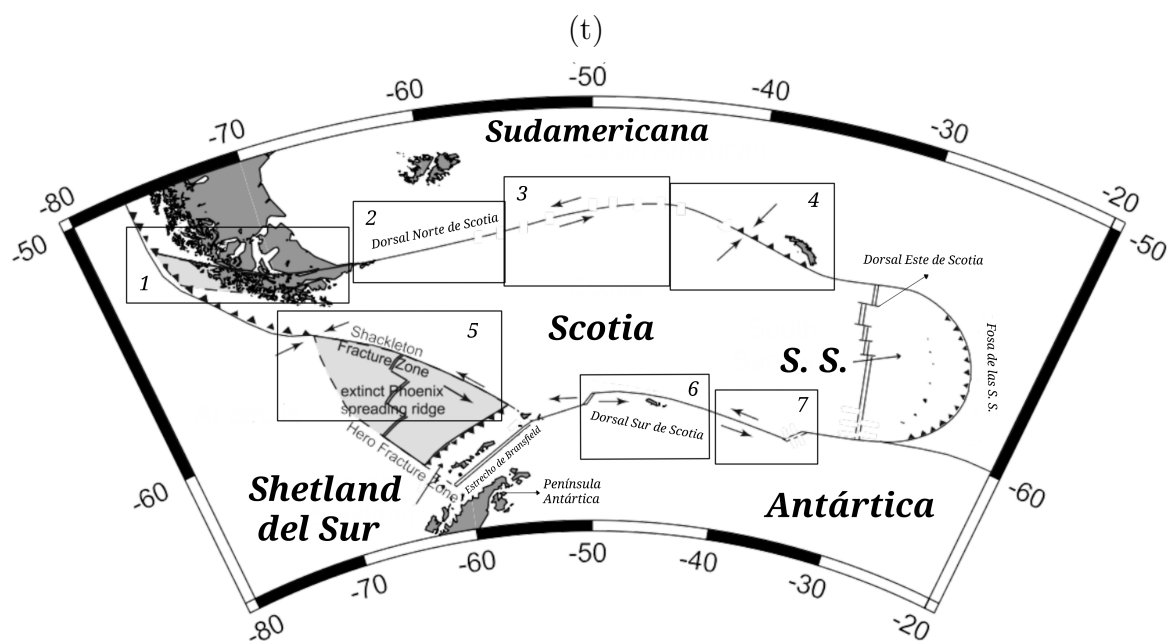 (t)
-50
-60
-40
-70
-30
-80
-20
Sudamericana
-50
-50
1
2
3
4
Dorsal Norte de Scotia
Dorsal Este de Scotia
Scotia
5
Shackleton
Fracture Zone
extinct Phoenix
spreading ridge
Hero Fracture Zone
S. S.
Fosa de las S. S.
6
7
Dorsal Sur de Scotia
Estrecho de Bransfield
Península
Antártica
Shetland
del Sur
Antártica
-60
-60
-50
-60
-40
-70
-30
-80
-20